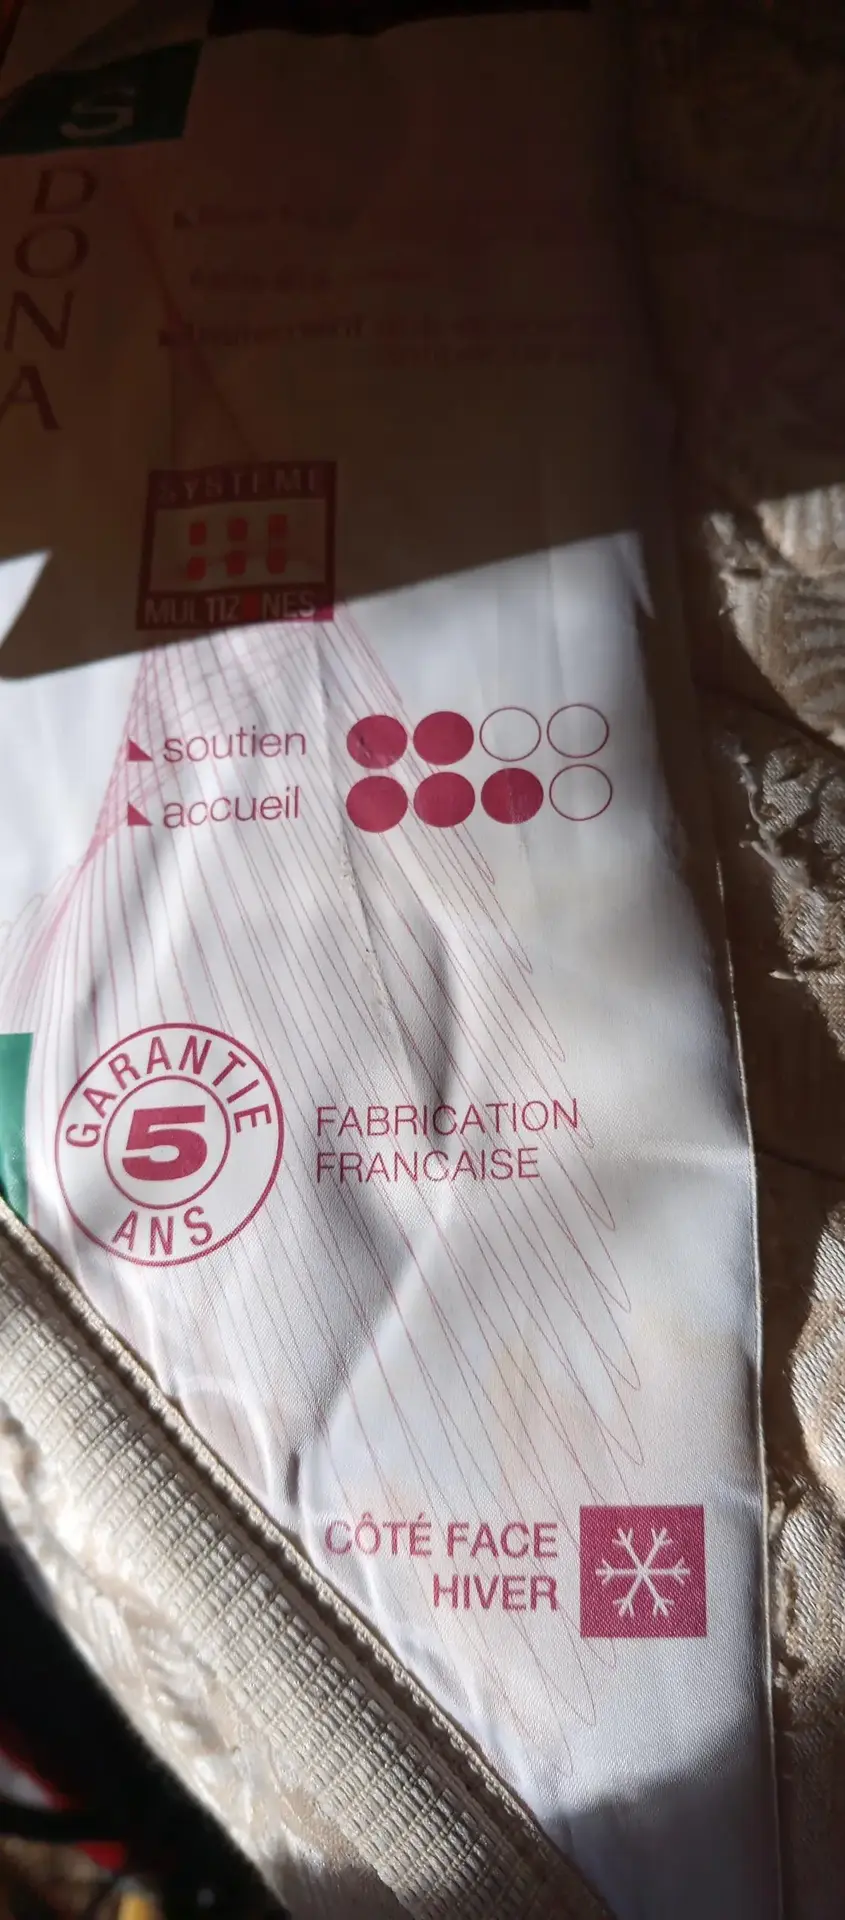 S
DONA
SYSTEME
MULTIZONES
soutien
accueil
GARANTIE
5
ANS
FABRICATION
FRANCAISE
CÔTÉ FACE
HIVER